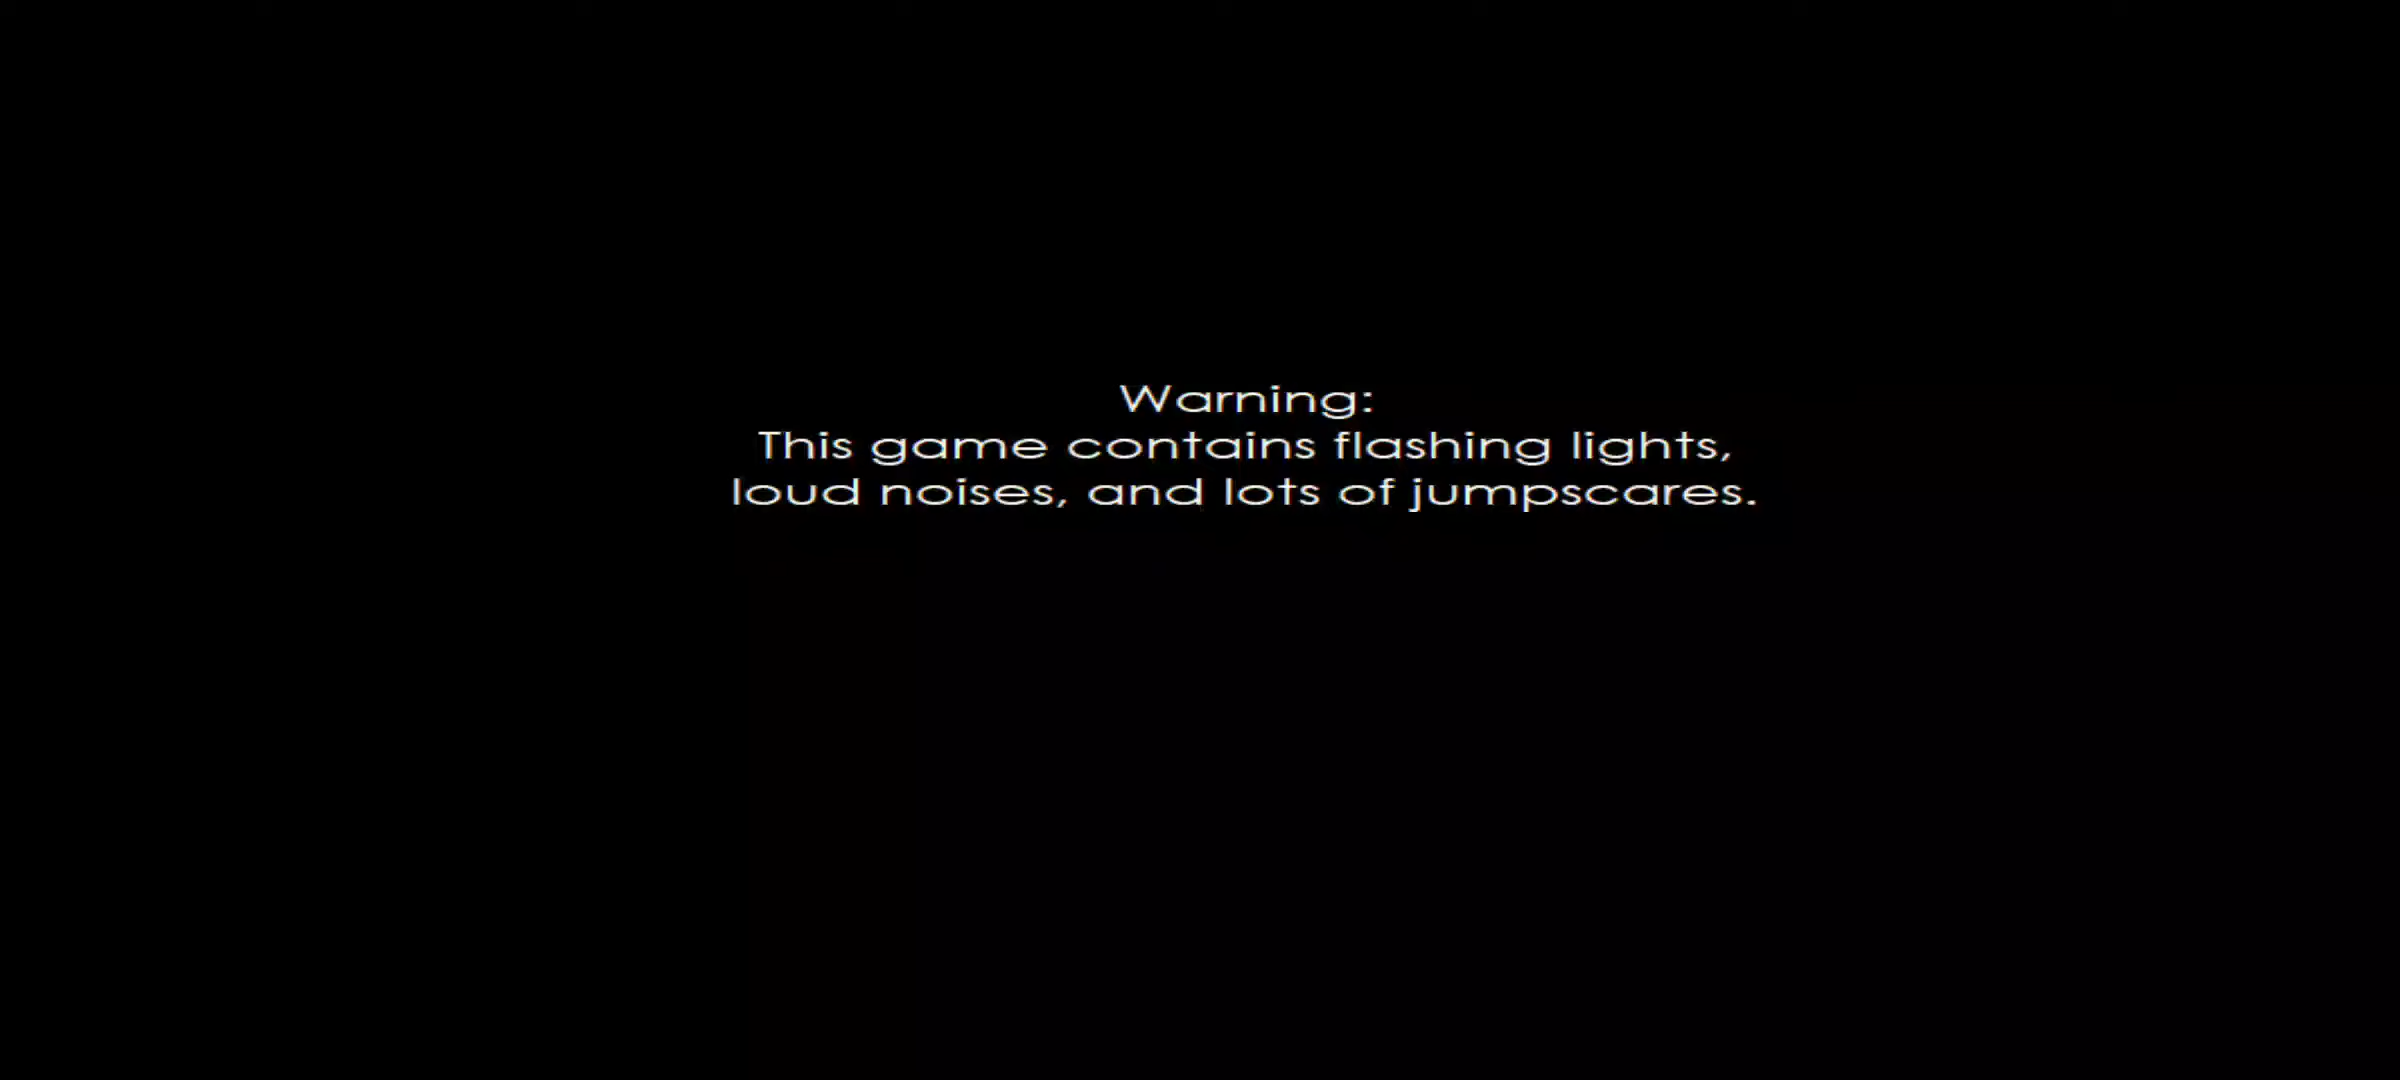 Warning:
This game contains flashing lights,
loud noises, and lots of jumpscares.